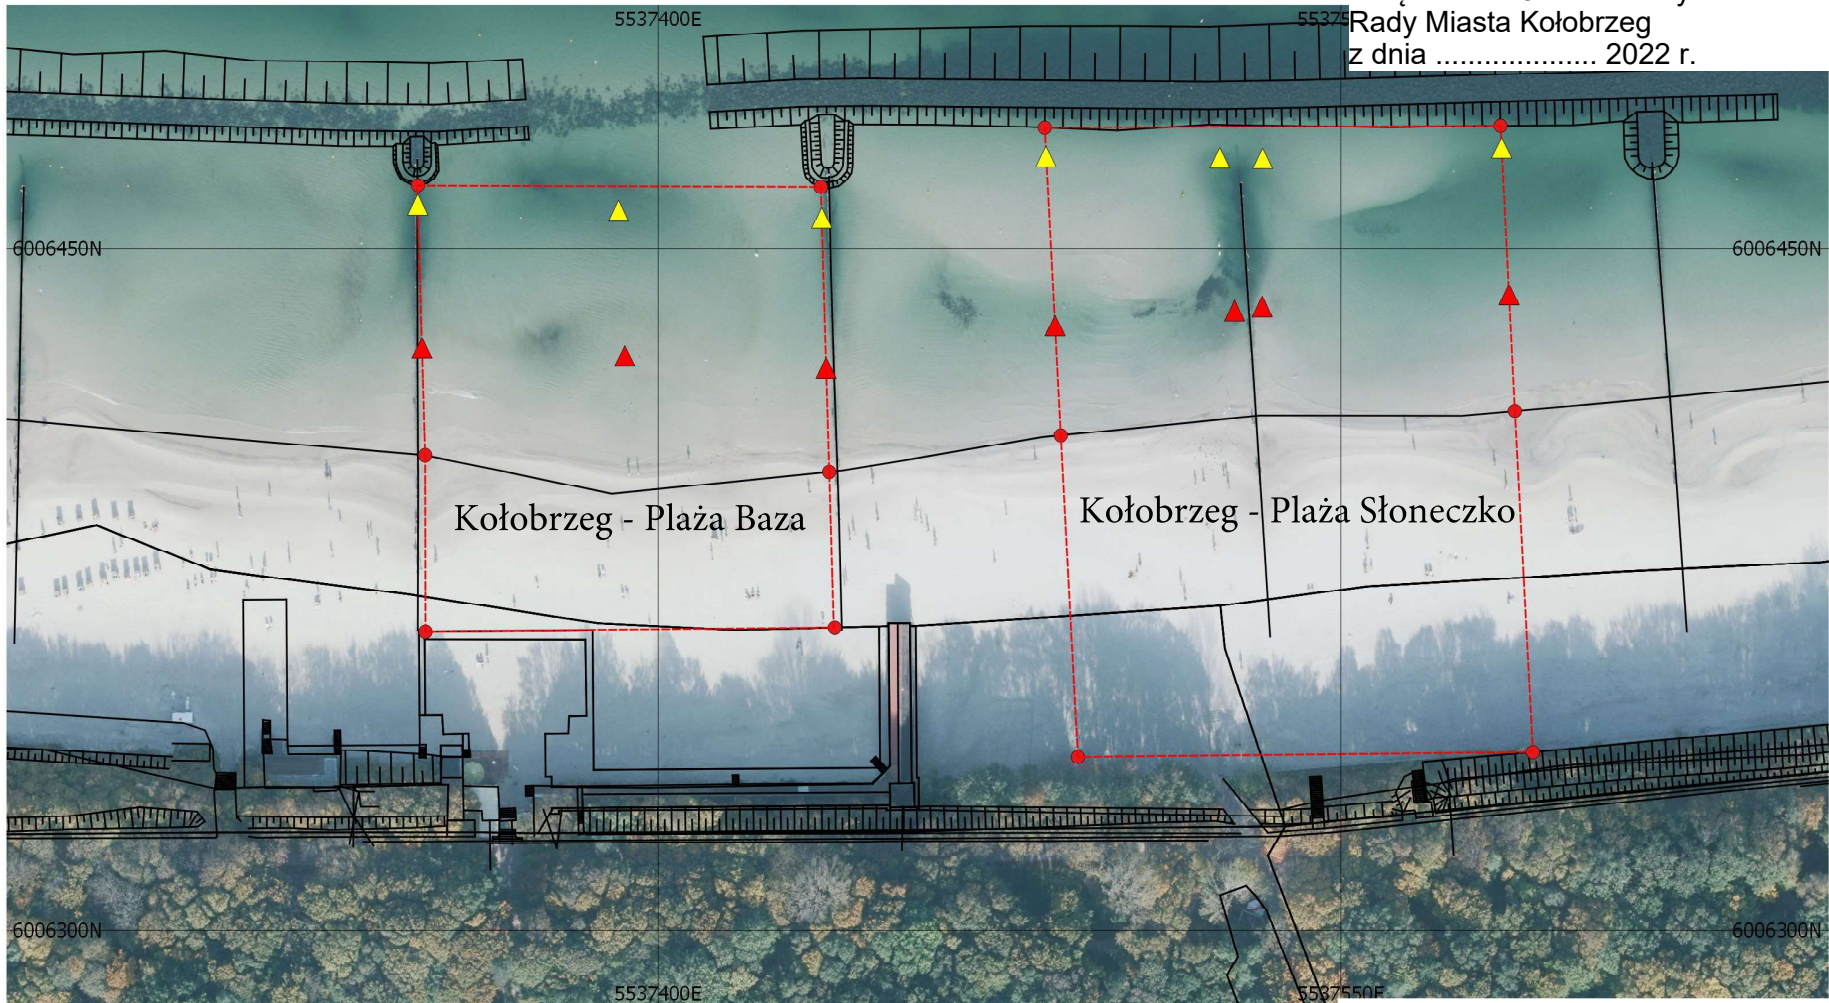 5537400E
Rady Miasta Kołobrzeg
z dnia .................... 2022 r.
6006450N
6006450N
Kołobrzeg - Plaża Baza
Kołobrzeg - Plaża Słoneczko
6006300N
6006300N
5537400E
5537550E